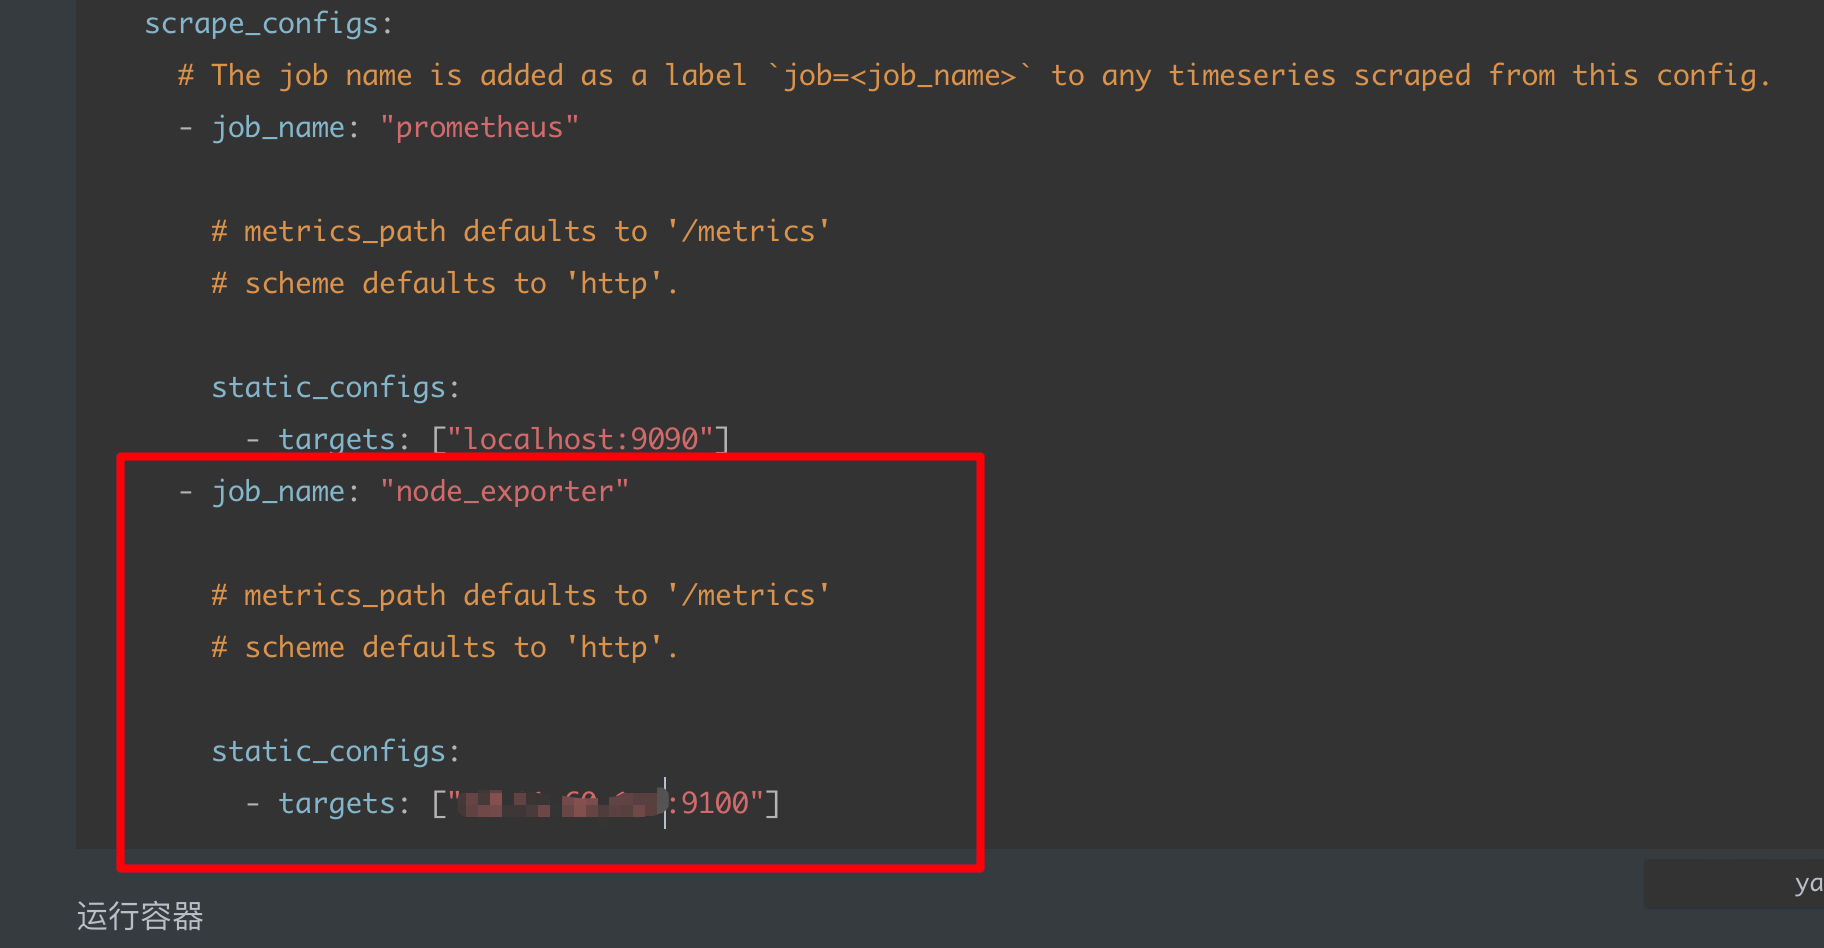 scrape_configs:
# The job name is added as a label `job=<job_name>` to any timeseries scraped from this config.
- job_name: "prometheus"
# metrics_path defaults to '/metrics'
# scheme defaults to 'http'.
static_configs:
- targets: ["localhost:9090"]
- job_name: "node_exporter"
# metrics_path defaults to '/metrics'
# scheme defaults to 'http'.
static_configs:
- targets: [" :9100"]
ya
运行容器